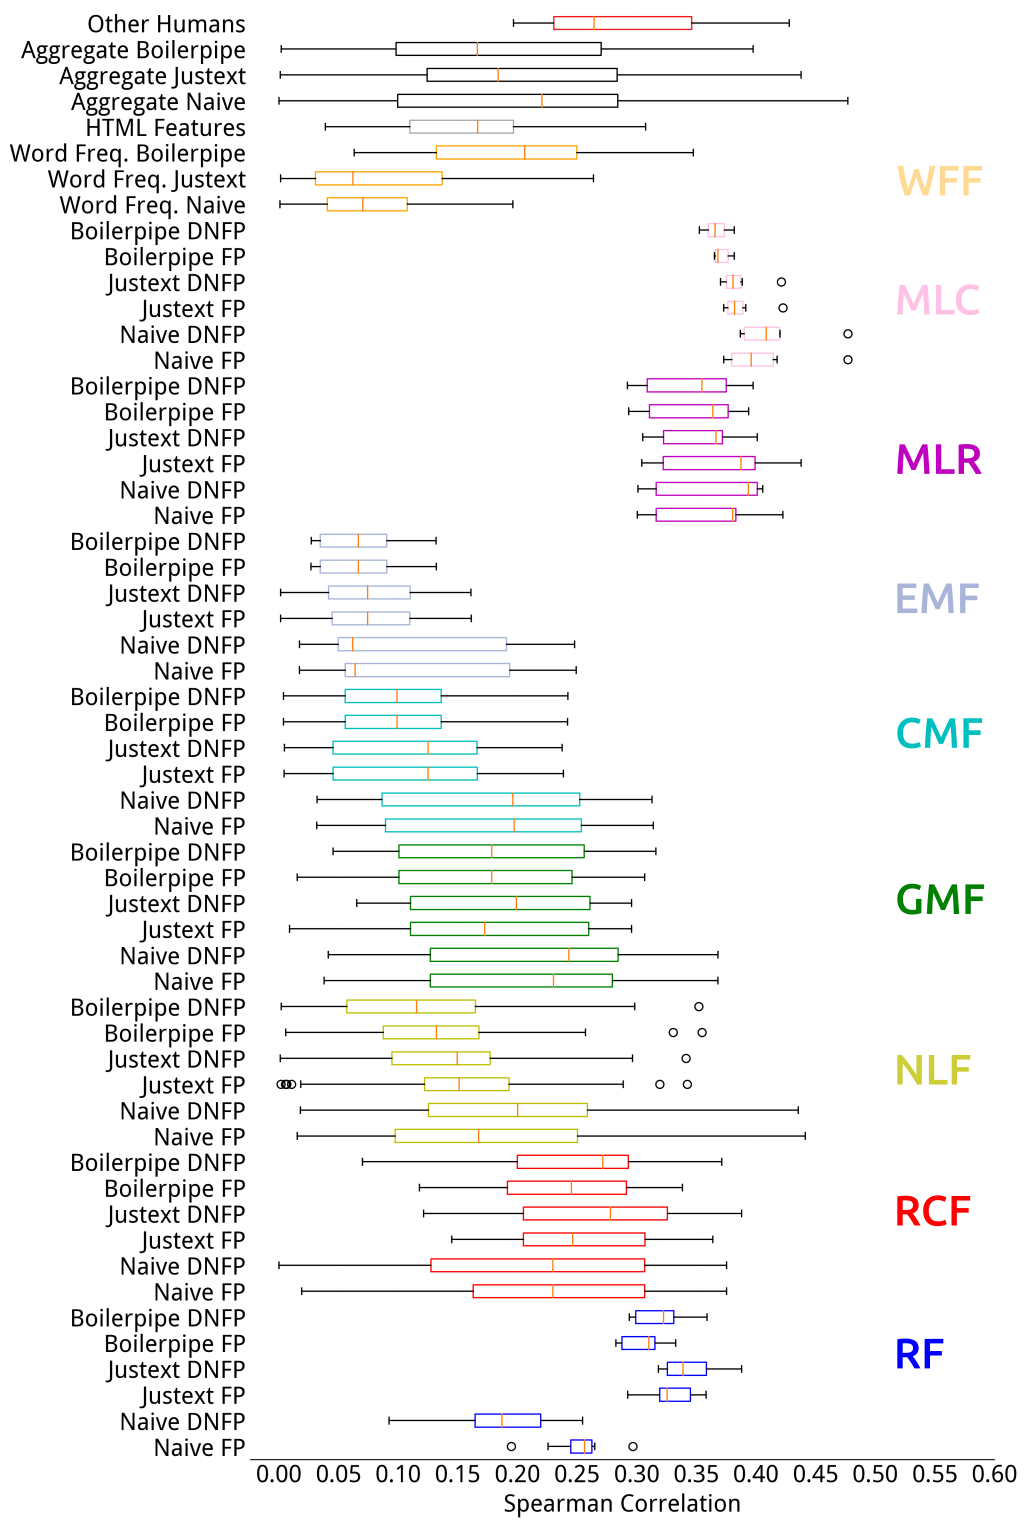 Other Humans
Aggregate Boilerpipe
Aggregate Justext
Aggregate Naive
HTML Features
Word Freq. Boilerpipe
Word Freq. Justext
WFF
Word Freq. Naive
Boilerpipe DNFP
Boilerpipe FP
Justext DNFP
MLC
Justext FP
Naive DNFP
Naive FP
Boilerpipe DNFP
Boilerpipe FP
Justext DNFP
MLR
Justext FP
Naive DNFP
Naive FP
Boilerpipe DNFP
Boilerpipe FP
Justext DNFP
EMF
Justext FP
Naive DNFP
Naive FP
Boilerpipe DNFP
Boilerpipe FP
CMF
Justext DNFP
Justext FP
Naive DNFP
Naive FP
Boilerpipe DNFP
Boilerpipe FP
Justext DNFP
GMF
Justext FP
Naive DNFP
Naive FP
Boilerpipe DNFP
Boilerpipe FP
Justext DNFP
NLF
Justext FP
Naive DNFP
Naive FP
Boilerpipe DNFP
Boilerpipe FP
Justext DNFP
RCF
Justext FP
Naive DNFP
Naive FP
Boilerpipe DNFP
Boilerpipe FP
RF
Justext DNFP
Justext FP
Naive DNFP
Naive FP
0.00 0.05 0.10 0.15 0.20 0.25 0.30 0.35 0.40 0.45 0.50 0.55 0.60
Spearman Correlation